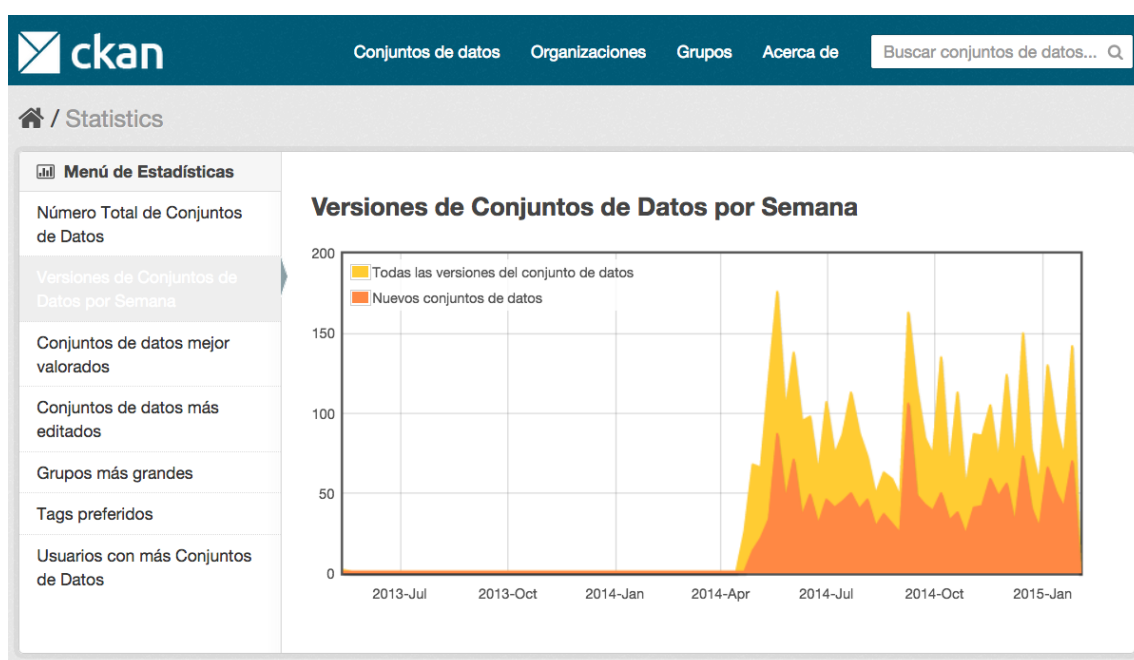 ckan
Conjuntos de datos Organizaciones Grupos Acerca de Buscar conjuntos de datos...
/ Statistics
Menú de Estadísticas
Número Total de Conjuntos
de Datos
Versiones de Conjuntos de
Datos por Semana
Conjuntos de datos mejor
valorados
Conjuntos de datos más
editados
Grupos más grandes
Tags preferidos
Usuarios con más Conjuntos
de Datos
Versiones de Conjuntos de Datos por Semana
200
150
100
50
0
Todas las versiones del conjunto de datos
Nuevos conjuntos de datos
2013-Jul 2013-Oct 2014-Jan 2014-Apr 2014-Jul 2014-Oct 2015-Jan